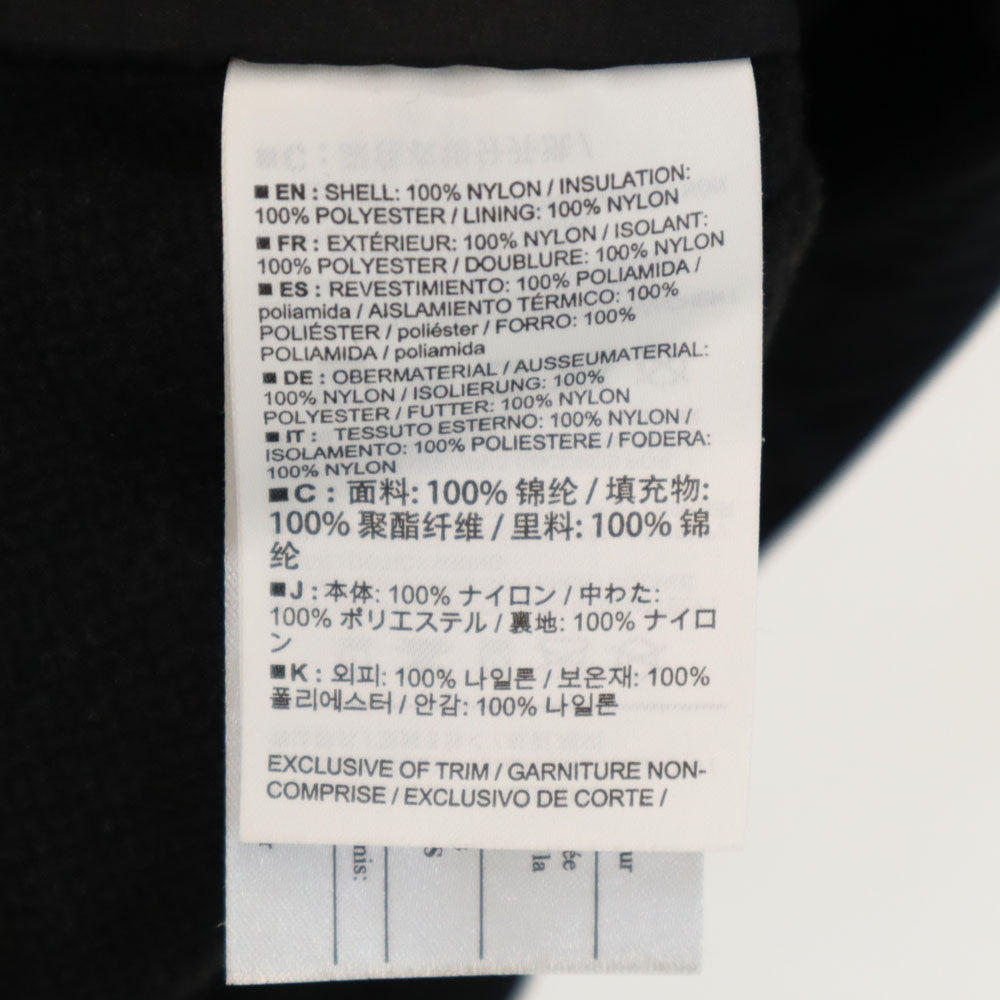 ■ EN : SHELL: 100% NYLON / INSULATION:
100% POLYESTER / LINING: 100% NYLON
■ FR : EXTÉRIEUR: 100% NYLON / ISOLANT:
100% POLYESTER / DOUBLURE: 100% NYLON
■ ES : REVESTIMIENTO: 100% POLIAMIDA /
poliamida / AISLAMIENTO TÉRMICO: 100%
POLIÉSTER / poliéster / FORRO: 100%
POLIAMIDA / poliamida
■ DE : OBERMATERIAL / AUSSEUMATERIAL:
100% NYLON / ISOLIERUNG: 100%
POLYESTER / FUTTER: 100% NYLON
■ IT : TESSUTO ESTERNO: 100% NYLON /
ISOLAMENTO: 100% POLIESTERE / FODERA:
100% NYLON
■ C : 面料: 100% 锦纶 / 填充物:
100% 聚酯纤维 / 里料: 100% 锦
纶
■ J : 本体: 100% ナイロン / 中わた:
100% ポリエステル / 裏地: 100% ナイロ
ン
■ K : 외피: 100% 나일론 / 보온재: 100%
폴리에스터 / 안감: 100% 나일론
EXCLUSIVE OF TRIM / GARNITURE NON-
COMPRISE / EXCLUSIVO DE CORTE /